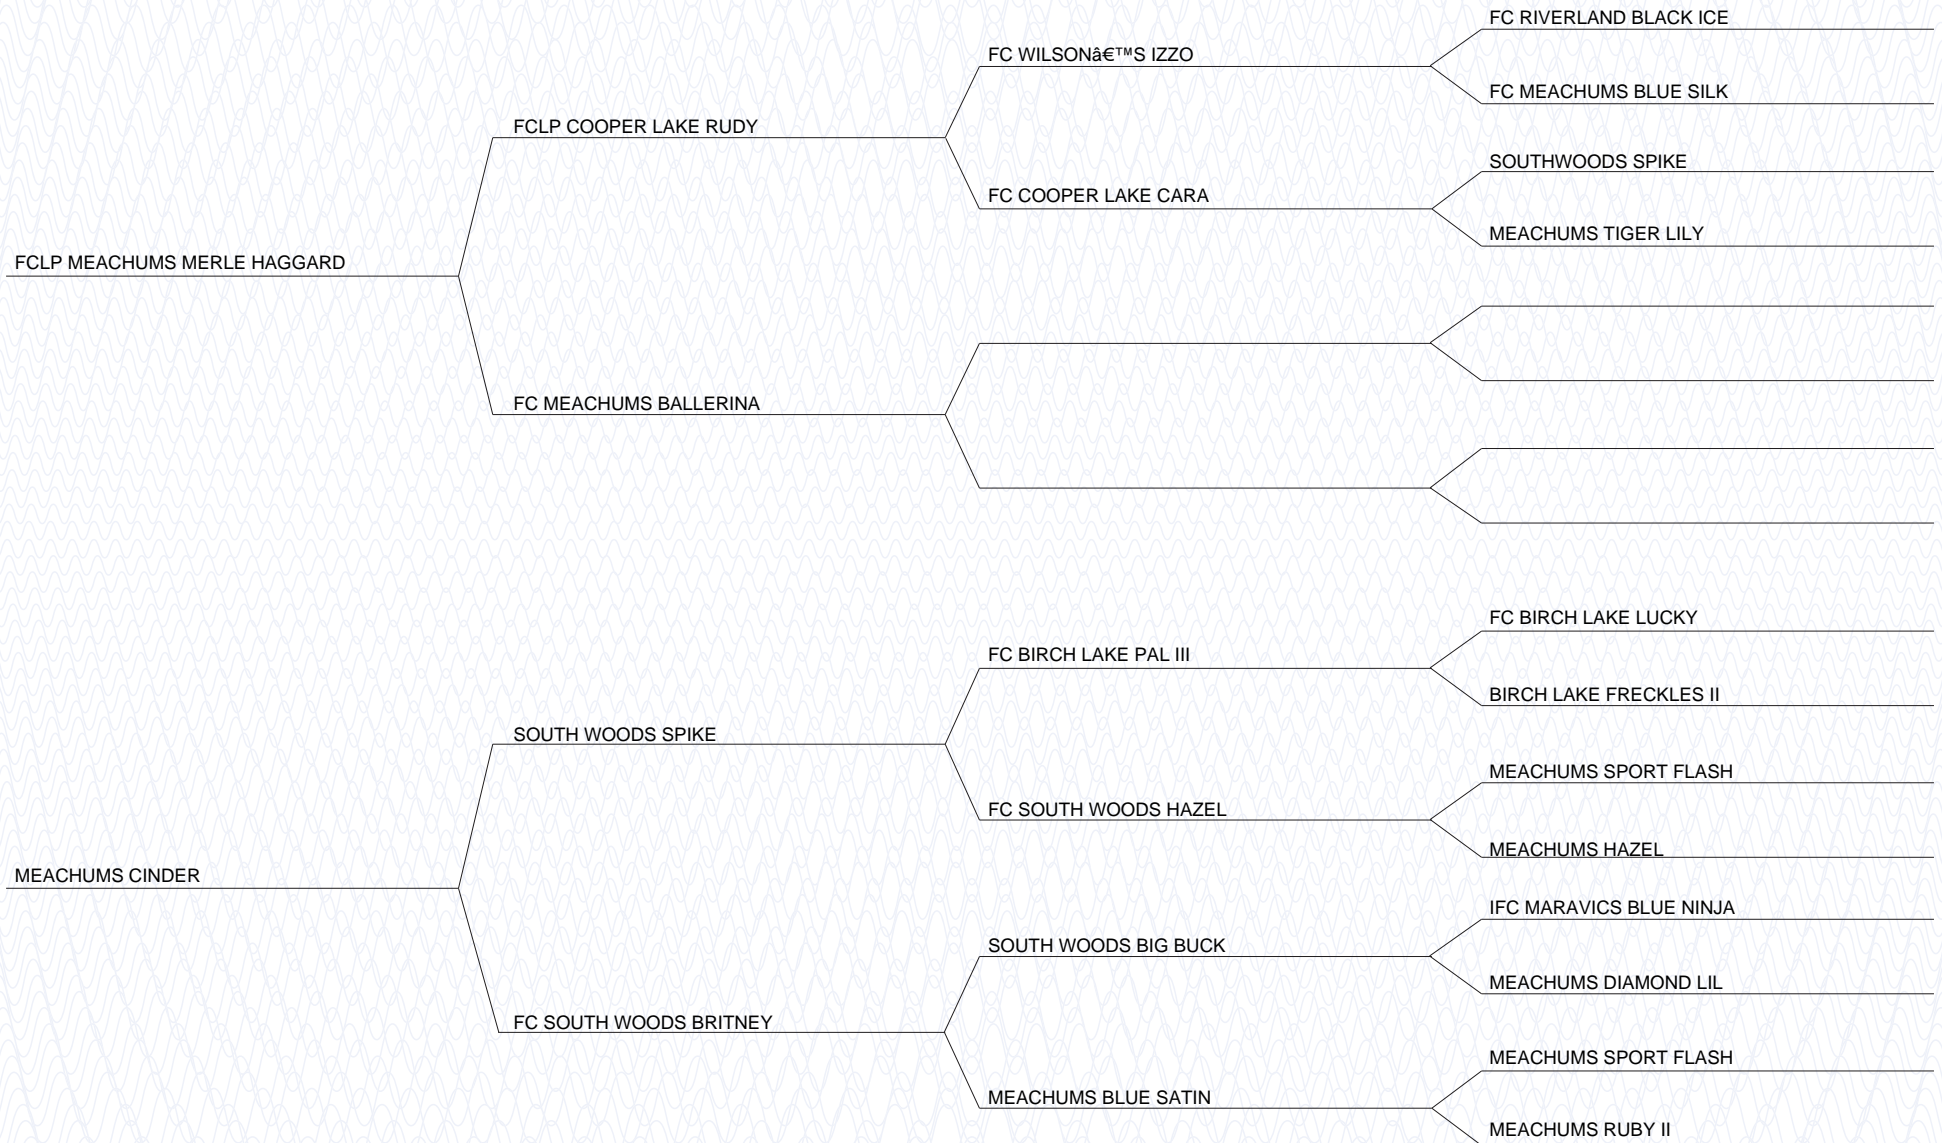 FC RIVERLAND BLACK ICE
FC WILSONâ€™S IZZO
FC MEACHUMS BLUE SILK
FCLP COOPER LAKE RUDY
SOUTHWOODS SPIKE
FC COOPER LAKE CARA
MEACHUMS TIGER LILY
FCLP MEACHUMS MERLE HAGGARD
FC MEACHUMS BALLERINA
FC BIRCH LAKE LUCKY
FC BIRCH LAKE PAL III
BIRCH LAKE FRECKLES II
SOUTH WOODS SPIKE
MEACHUMS SPORT FLASH
FC SOUTH WOODS HAZEL
MEACHUMS HAZEL
MEACHUMS CINDER
IFC MARAVICS BLUE NINJA
SOUTH WOODS BIG BUCK
MEACHUMS DIAMOND LIL
FC SOUTH WOODS BRITNEY
MEACHUMS SPORT FLASH
MEACHUMS BLUE SATIN
MEACHUMS RUBY II